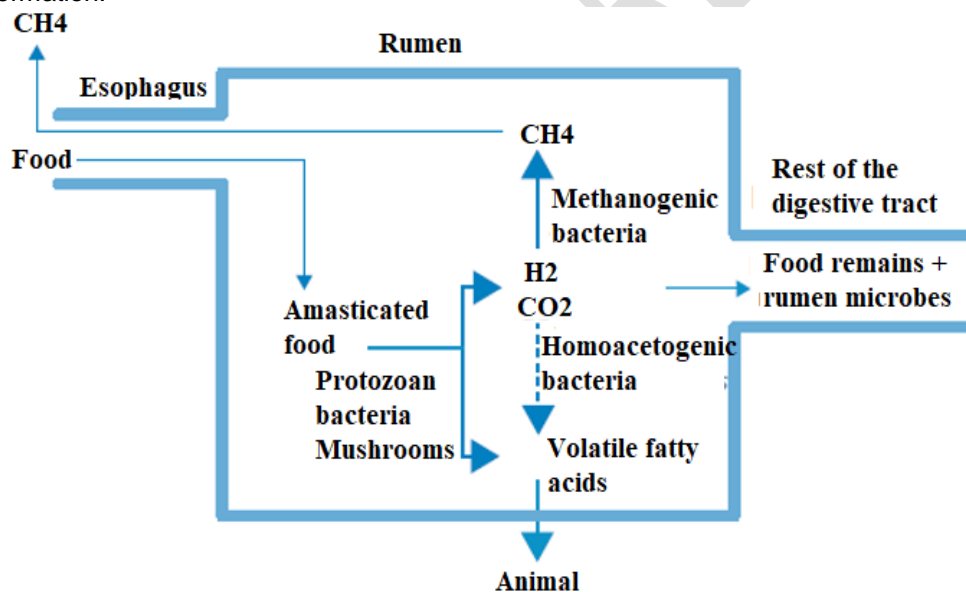 ormation.
CH4
Rumen
Esophagus
CH4
Food
Rest of the
digestive tract
Methanogenic
bacteria
H2
CO2
Food remains +
rumen microbes
Amasticated
food
Homoacetogenic
bacteria
Protozoan
bacteria
Mushrooms
Volatile fatty
acids
Animal